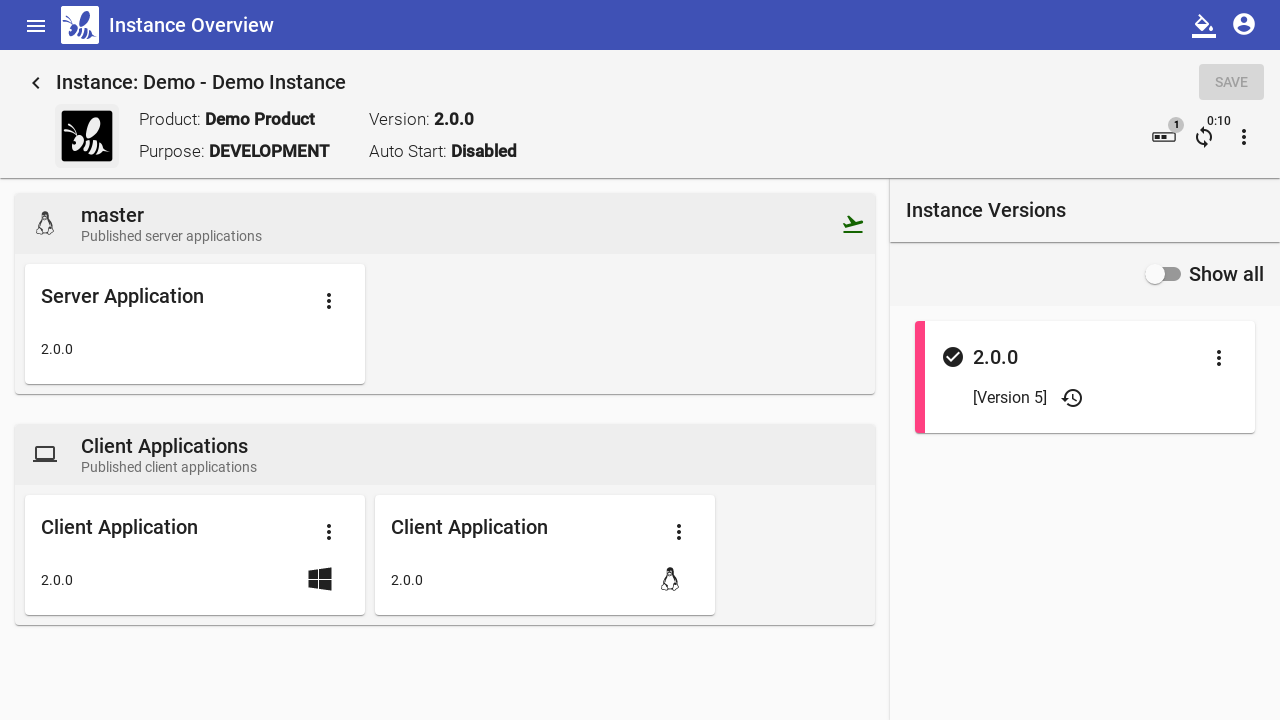 Instance Overview
Instance: Demo - Demo Instance
SAVE
Product: Demo Product
Version: 2.0.0
Purpose: DEVELOPMENT
Auto Start: Disabled
1
0:10
master
Published server applications
Server Application
2.0.0
Client Applications
Published client applications
Client Application
2.0.0
Client Application
2.0.0
Instance Versions
Show all
2.0.0
[Version 5]